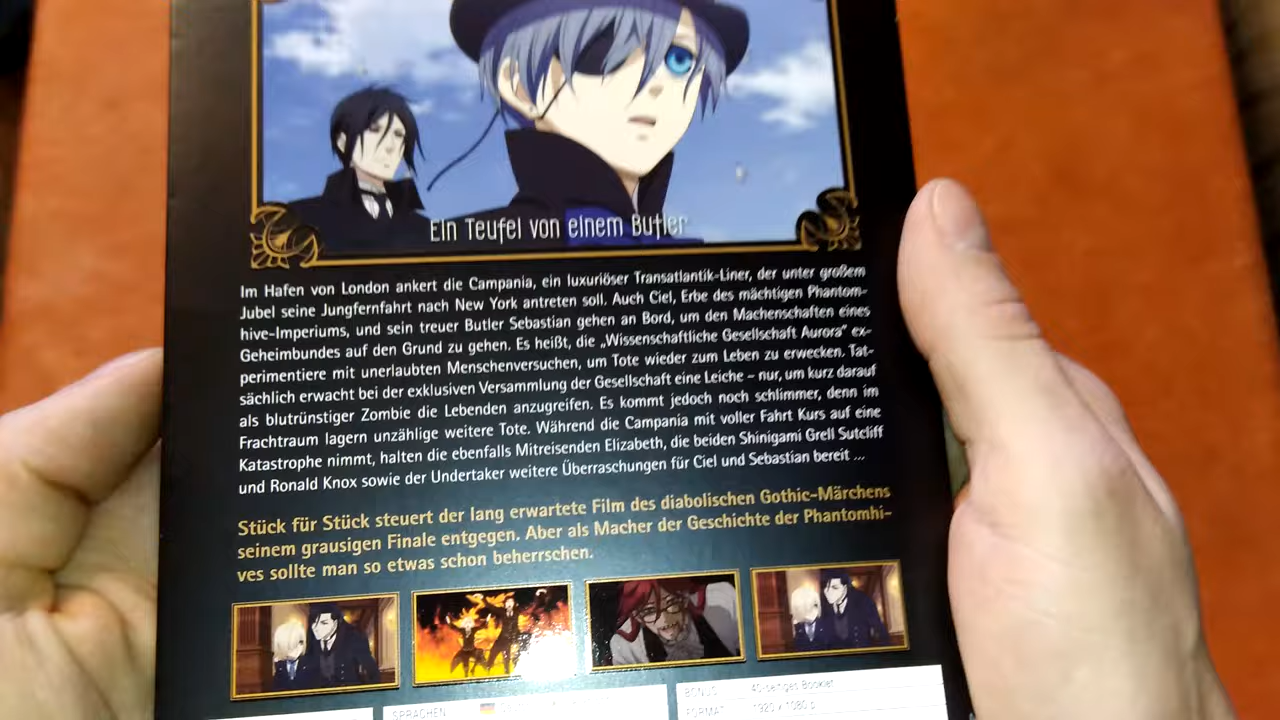 Ein Teufel von einem Butler
Im Hafen von London ankert die Campania, ein luxuriöser Transatlantik-Liner, der unter großem
Jubel seine Jungfernfahrt nach New York antreten soll. Auch Ciel, Erbe des mächtigen Phantom-
hive-Imperiums, und sein treuer Butler Sebastian gehen an Bord, um den Machenschaften eines
Geheimbundes auf den Grund zu gehen. Es heißt, die „Wissenschaftliche Gesellschaft Aurora“ ex-
perimentiere mit unerlaubten Menschenversuchen, um Tote wieder zum Leben zu erwecken. Tat-
sächlich erwacht bei der exklusiven Versammlung der Gesellschaft eine Leiche – nur, um kurz darauf
als blutrünstiger Zombie die Lebenden anzugreifen. Es kommt jedoch noch schlimmer, denn im
Frachtraum lagern unzählige weitere Tote. Während die Campania mit voller Fahrt Kurs auf eine
Katastrophe nimmt, halten die ebenfalls Mitreisenden Elizabeth, die beiden Shinigami Grell Sutcliff
und Ronald Knox sowie der Undertaker weitere Überraschungen für Ciel und Sebastian bereit ...
Stück für Stück steuert der lang erwartete Film des diabolischen Gothic-Märchens
seinem grausigen Finale entgegen. Aber als Macher der Geschichte der Phantomhi-
ves sollte man so etwas schon beherrschen.
SPRACHEN
BONUS 40-seitiges Booklet
FORMAT 1920 x 1080 p